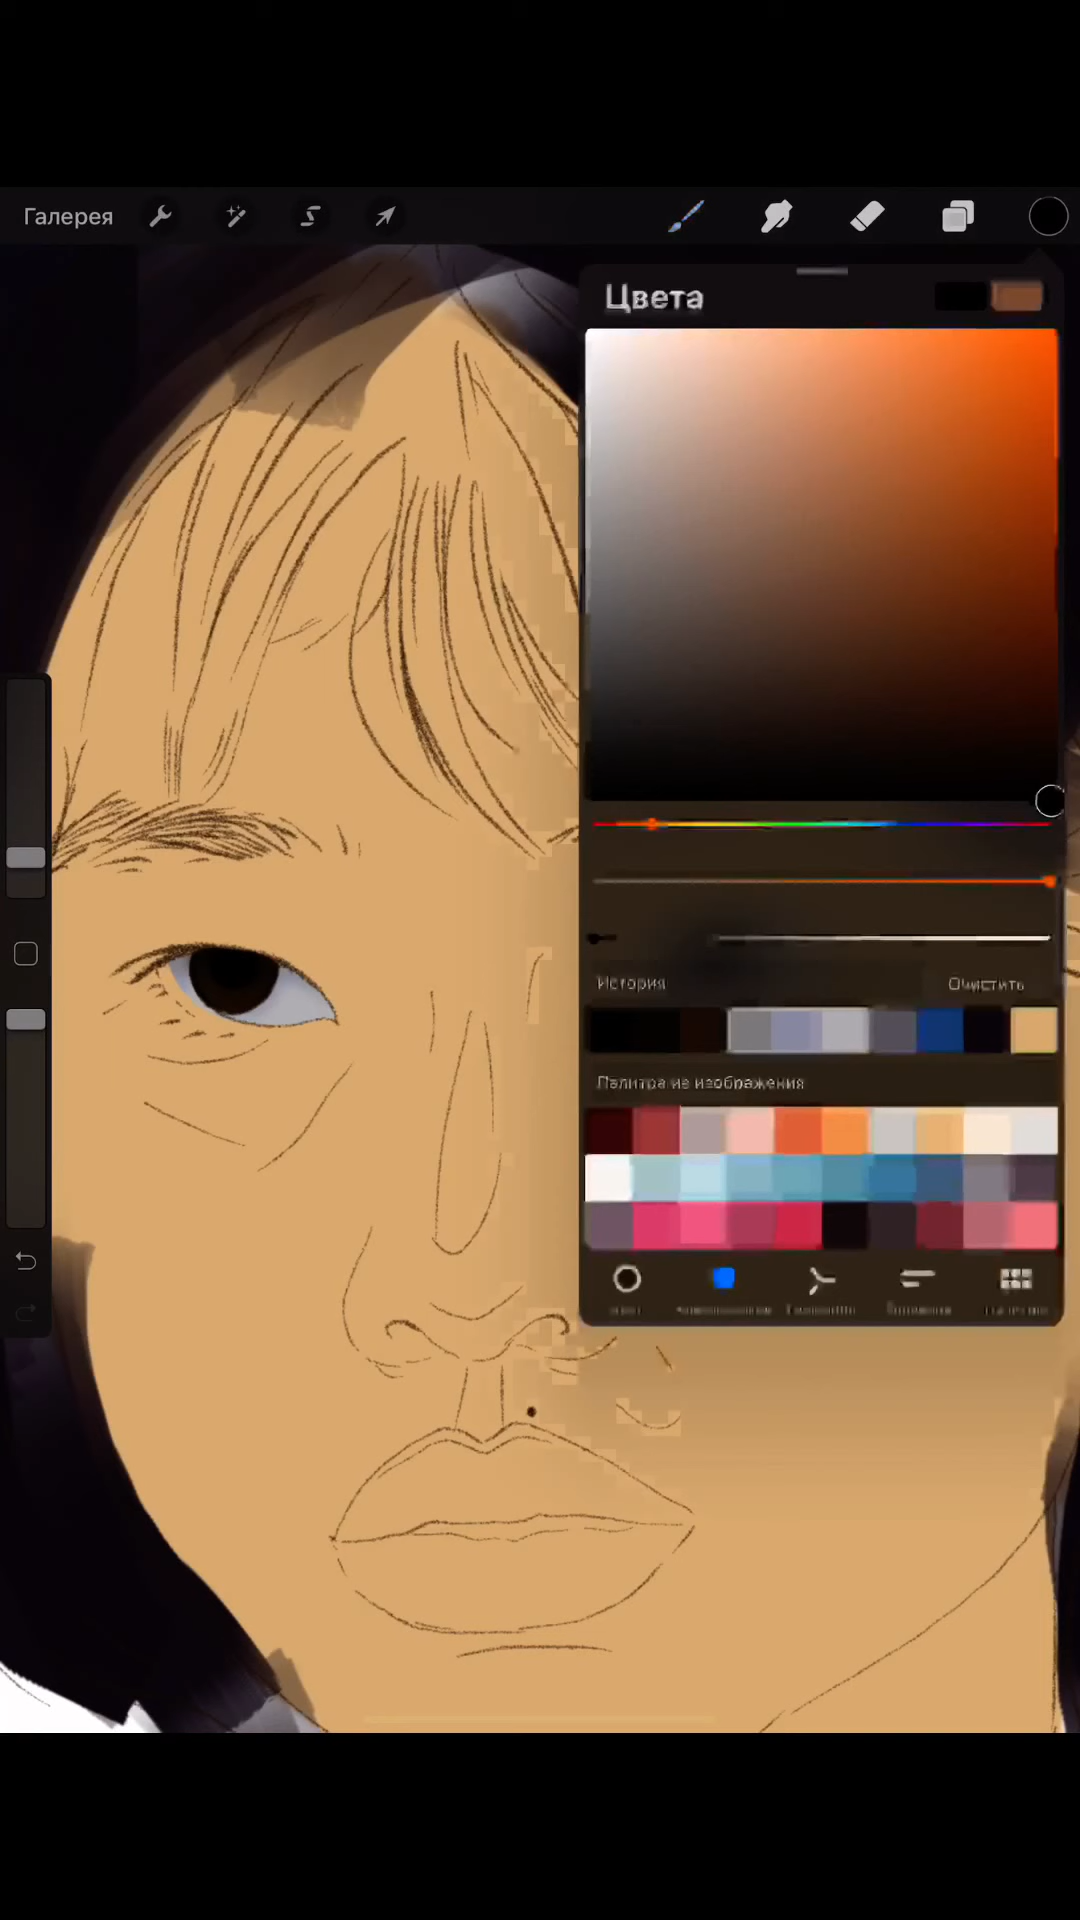 Галерея
Цвета
История
Очистить
Палитра из изображения